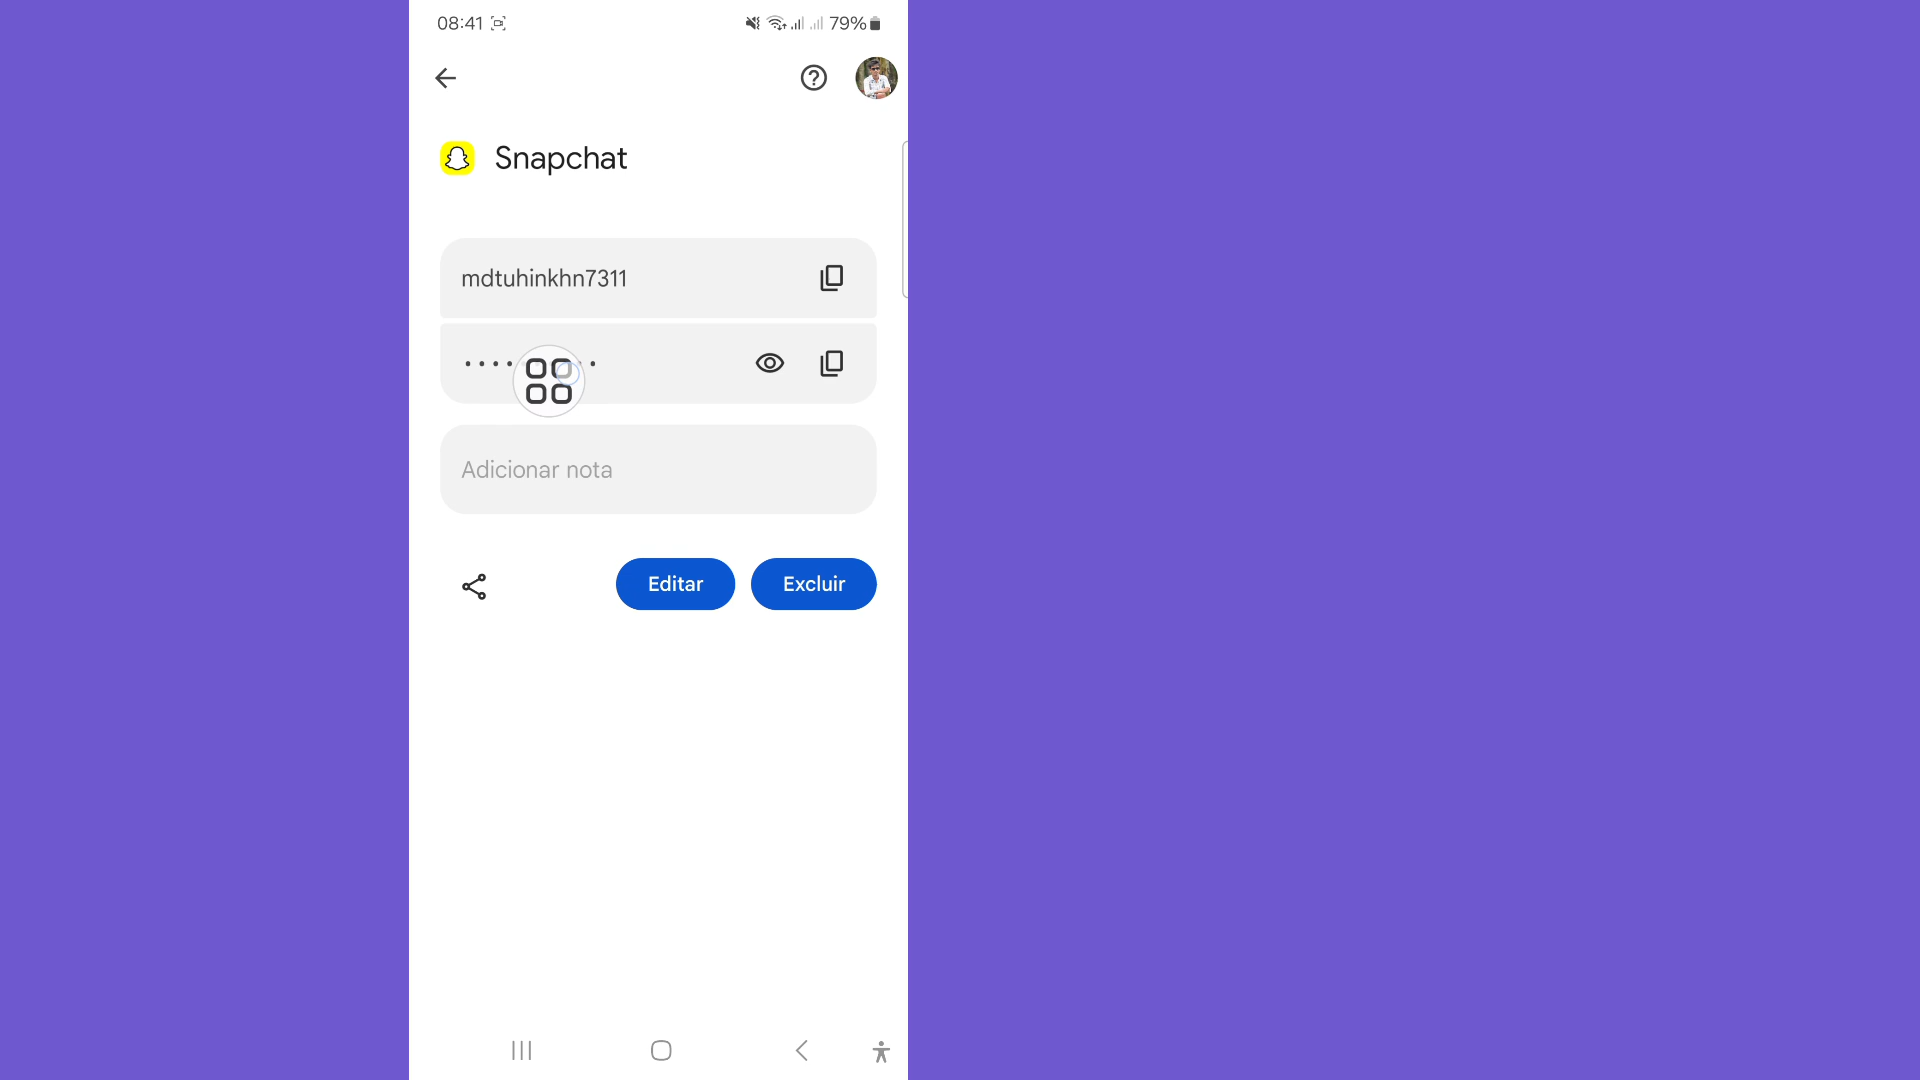 08:41 79%
Snapchat
mdtuhinkhn7311
Adicionar nota
Editar Excluir